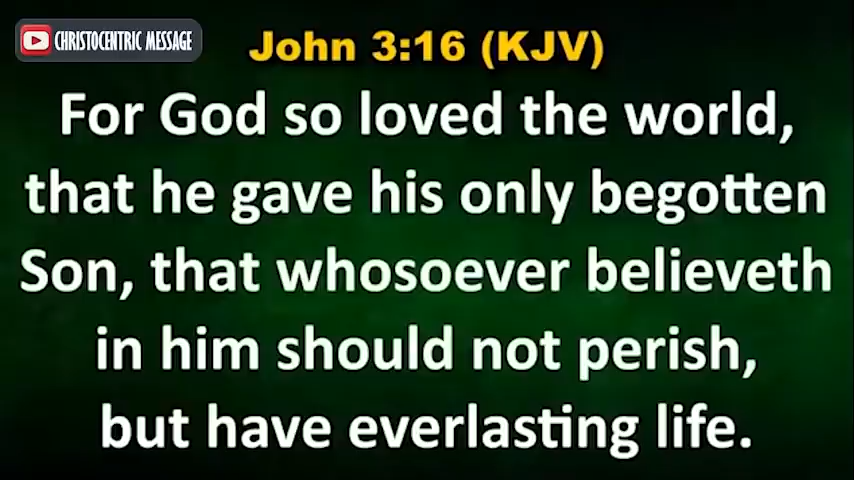 CHRISTOCENTRIC MESSAGE
John 3:16 (KJV)
For God so loved the world,
that he gave his only begotten
Son, that whosoever believeth
in him should not perish,
but have everlasting life.